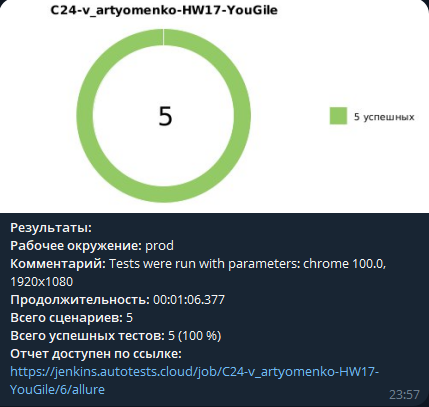 C24-v_artyomenko-HW17-YouGile
5
5 успешных
Результаты:
Рабочее окружение: prod
Комментарий: Tests were run with parameters: chrome 100.0,
1920x1080
Продолжительность: 00:01:06.377
Всего сценариев: 5
Всего успешных тестов: 5 (100 %)
Отчет доступен по ссылке:
https://jenkins.autotests.cloud/job/C24-v_artyomenko-HW17-
YouGile/6/allure
23:57